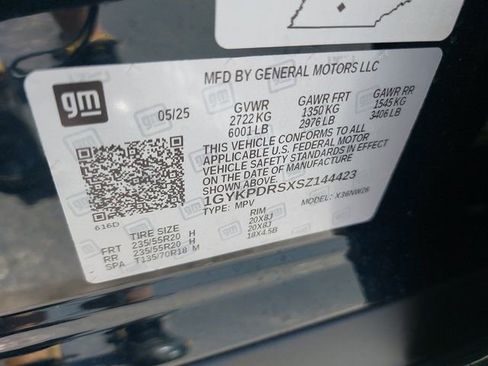 MFD BY GENERAL MOTORS LLC
gm
05/25
GVWR
2722 KG
6001 LB
GAWR FRT
1350 KG
2976 LB
GAWR RR
1545 KG
3406 LB
THIS VEHICLE CONFORMS TO ALL
APPLICABLE U.S. FEDERAL MOTOR
VEHICLE SAFETY STANDARDS IN EFFECT
ON THE DATE OF MANUFACTURE
1GYKPDRSXSZ144423
TYPE: MPV
MODEL: X36NW26
616D
TIRE SIZE RIM
FRT 235/55R20 H 20X8J
RR 235/55R20 H 20X8J
SPA T135/70R18 M 18X4.5B